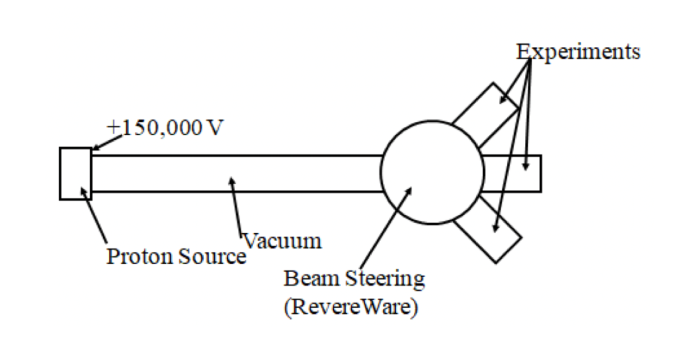 Experiments
+150,000 V
Vacuum
Proton Source
Beam Steering
(RevereWare)